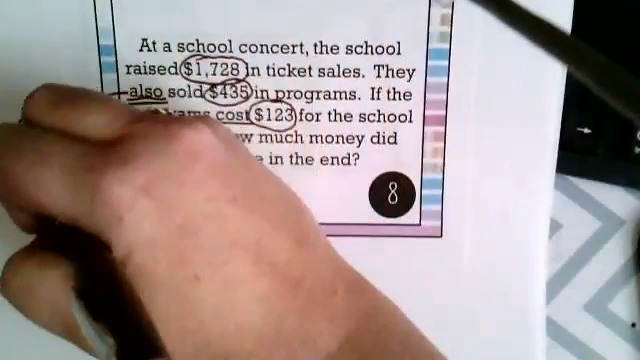 At a school concert, the school
raised $1,728 in ticket sales. They
also sold $435 in programs. If the
cost $123 for the school
much money did
in the end?
8